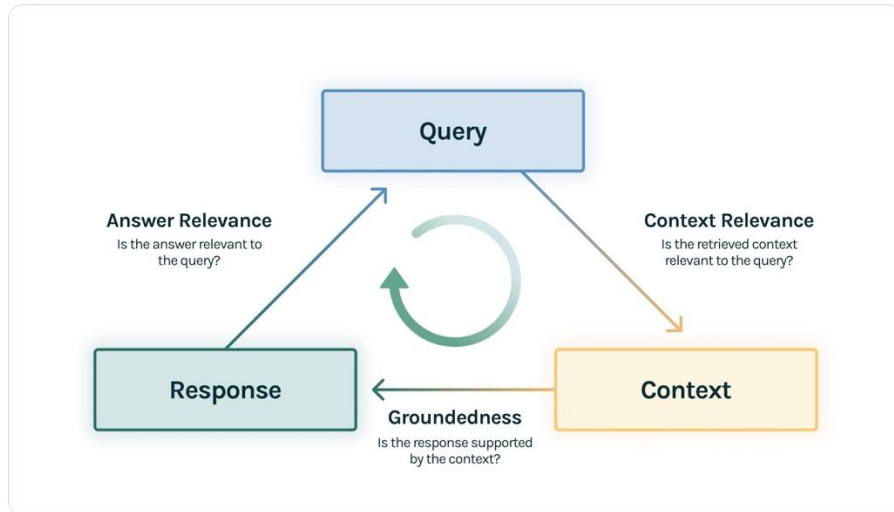 Query
Answer Relevance
Is the answer relevant to
the query?
Context Relevance
Is the retrieved context
relevant to the query?
Response
Context
Groundedness
Is the response supported
by the context?